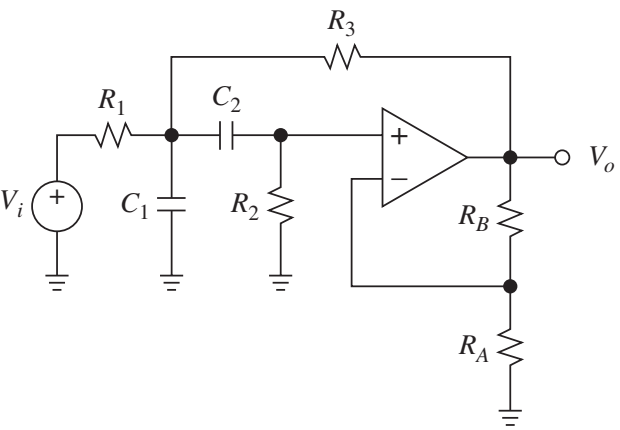 R3
R1
C2
+
Vo
Vi
+
C1
R2
−
RB
RA